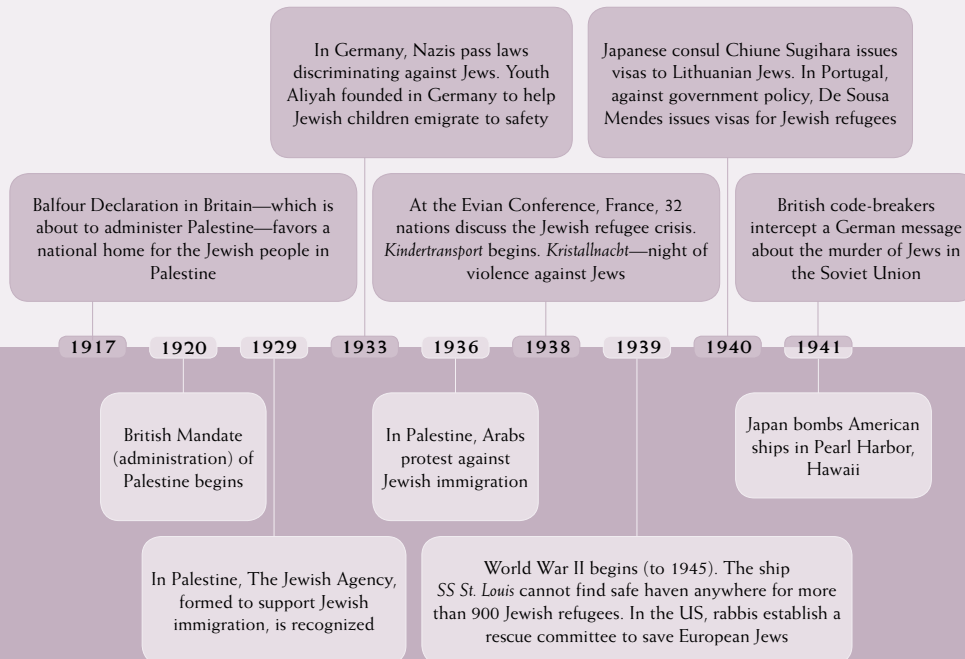 In Germany, Nazis pass laws
discriminating against Jews. Youth
Aliyah founded in Germany to help
Jewish children emigrate to safety
Japanese consul Chiune Sugihara issues
visas to Lithuanian Jews. In Portugal,
against government policy, De Sousa
Mendes issues visas for Jewish refugees
Balfour Declaration in Britain—which is
about to administer Palestine—favors a
national home for the Jewish people in
Palestine
At the Evian Conference, France, 32
nations discuss the Jewish refugee crisis.
Kindertransport begins. Kristallnacht—night of
violence against Jews
British code-breakers
intercept a German message
about the murder of Jews in
the Soviet Union
1917 1920 1929 1933 1936 1938 1939 1940 1941
British Mandate
(administration) of
Palestine begins
In Palestine, Arabs
protest against
Jewish immigration
Japan bombs American
ships in Pearl Harbor,
Hawaii
In Palestine, The Jewish Agency,
formed to support Jewish
immigration, is recognized
World War II begins (to 1945). The ship
SS St. Louis cannot find safe haven anywhere for more
than 900 Jewish refugees. In the US, rabbis establish a
rescue committee to save European Jews